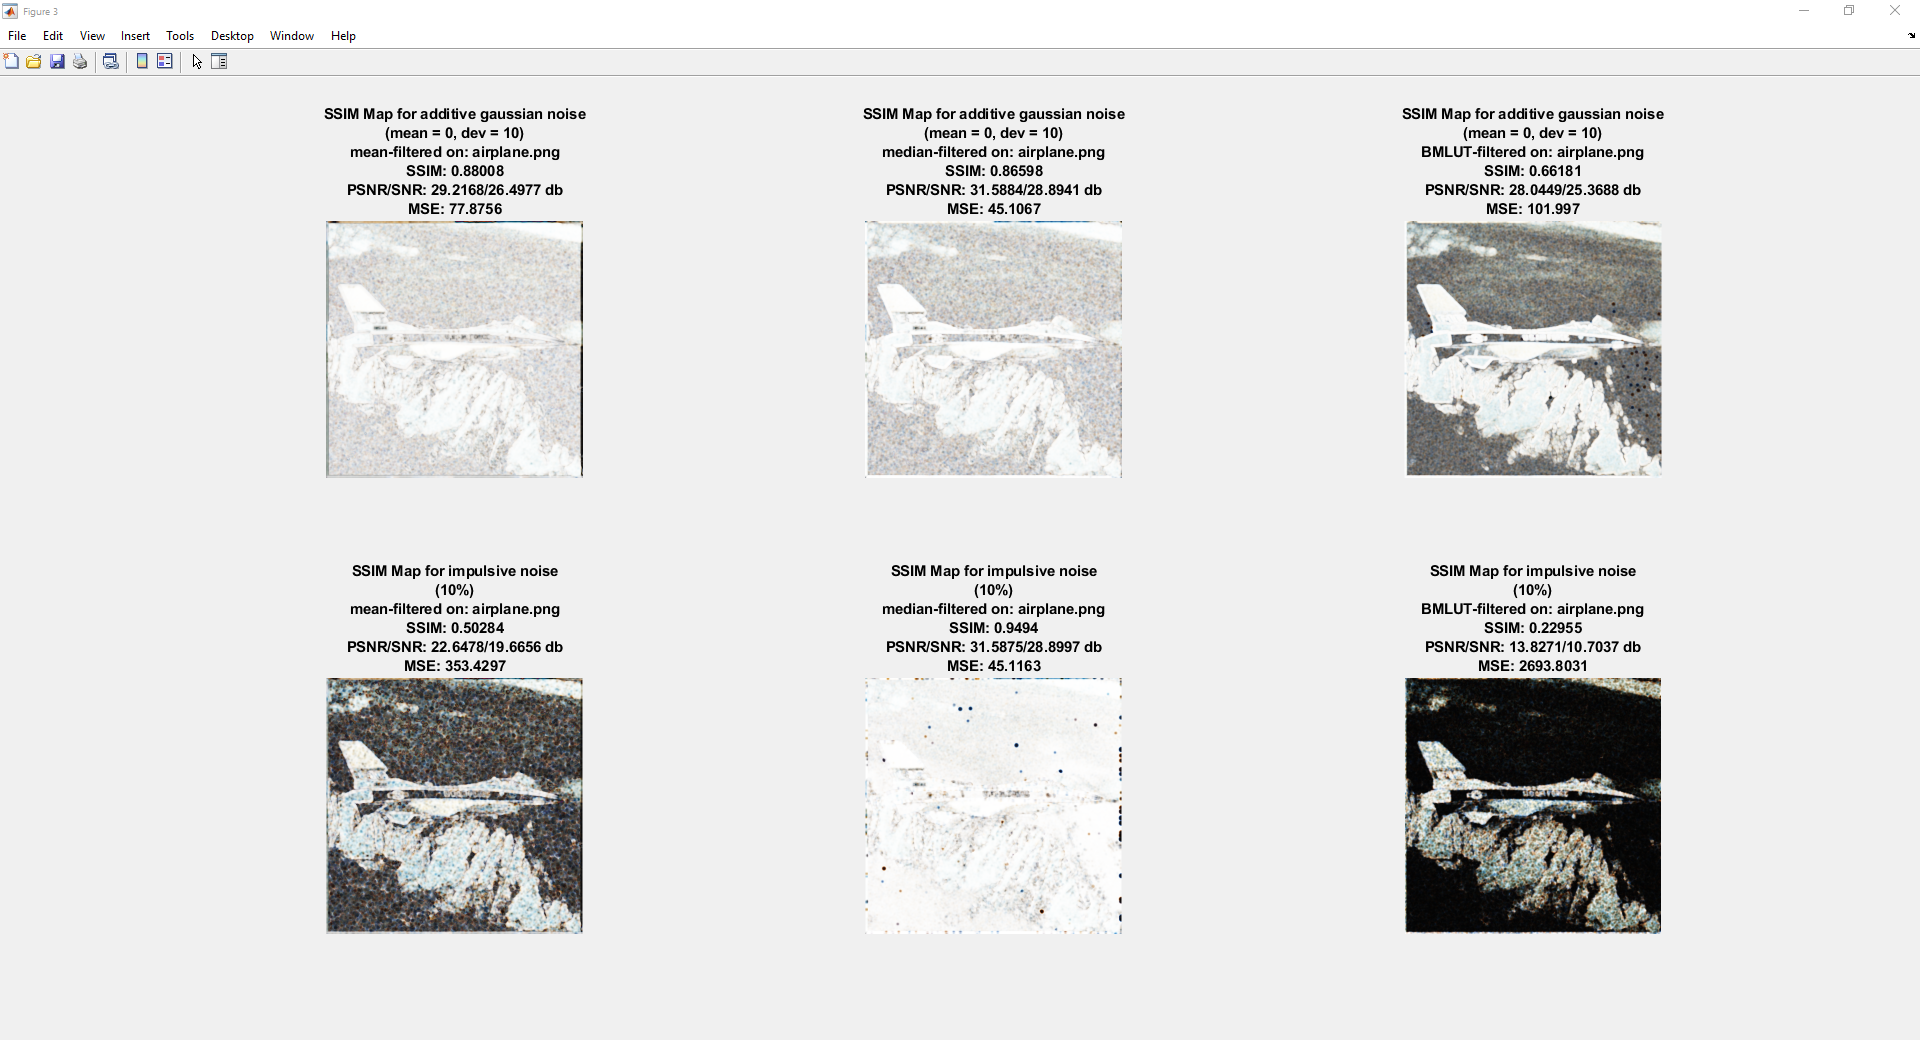 Figure 3
File Edit View Insert Tools Desktop Window Help
SSIM Map for additive gaussian noise
(mean = 0, dev = 10)
mean-filtered on: airplane.png
SSIM: 0.88008
PSNR/SNR: 29.2168/26.4977 db
MSE: 77.8756
SSIM Map for additive gaussian noise
(mean = 0, dev = 10)
median-filtered on: airplane.png
SSIM: 0.86598
PSNR/SNR: 31.5884/28.8941 db
MSE: 45.1067
SSIM Map for additive gaussian noise
(mean = 0, dev = 10)
BMLUT-filtered on: airplane.png
SSIM: 0.66181
PSNR/SNR: 28.0449/25.3688 db
MSE: 101.997
SSIM Map for impulsive noise
(10%)
mean-filtered on: airplane.png
SSIM: 0.50284
PSNR/SNR: 22.6478/19.6656 db
MSE: 353.4297
SSIM Map for impulsive noise
(10%)
median-filtered on: airplane.png
SSIM: 0.9494
PSNR/SNR: 31.5875/28.8997 db
MSE: 45.1163
SSIM Map for impulsive noise
(10%)
BMLUT-filtered on: airplane.png
SSIM: 0.22955
PSNR/SNR: 13.8271/10.7037 db
MSE: 2693.8031